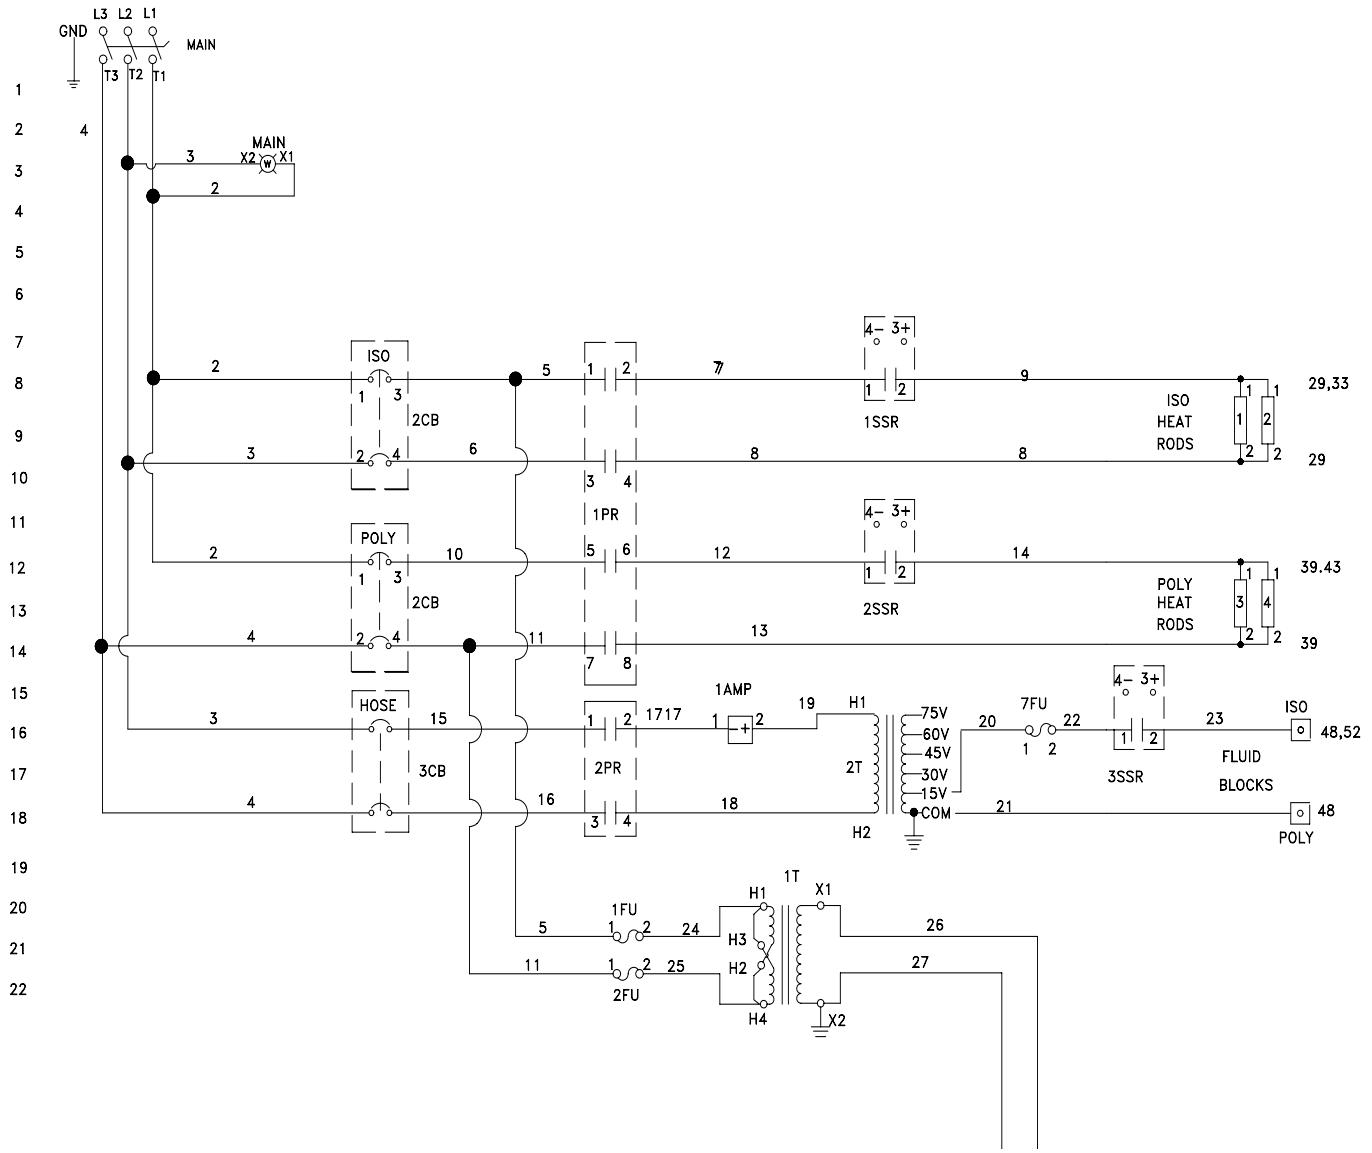 L3 L2 L1
GND
MAIN
T3 T2 T1
1
2 4
MAIN
3 3 X2 W X1
2
4
5
6
7 4- 3+
ISO
8 2 1 3 5 1 2 77 1 2 9 1 1 29,33
2CB 1SSR ISO
HEAT 1 2
RODS
9 3 2 4 6 8 8 2 2 29
10 3 4
11 1PR 4- 3+
POLY
12 2 1 3 10 5 6 12 1 2 14 1 1 39.43
2CB 2SSR POLY
HEAT 3 4
RODS
13
14 4 2 4 11 7 8 13 2 2 39
15 4- 3+
HOSE 1AMP 19 H1 75V 7FU ISO
16 3 15 1 2 1717 1 -+ 2 60V 20 1 2 22 1 2 23 48,52
45V
17 3CB 2PR 2T 30V 3SSR FLUID
15V BLOCKS
18 4 16 3 4 18 H2 COM 21 48
POLY
19
1T
20 H1 X1
1FU
21 5 1 2 24 H3 26
H2
22 11 1 2 25 27
2FU H4 X2